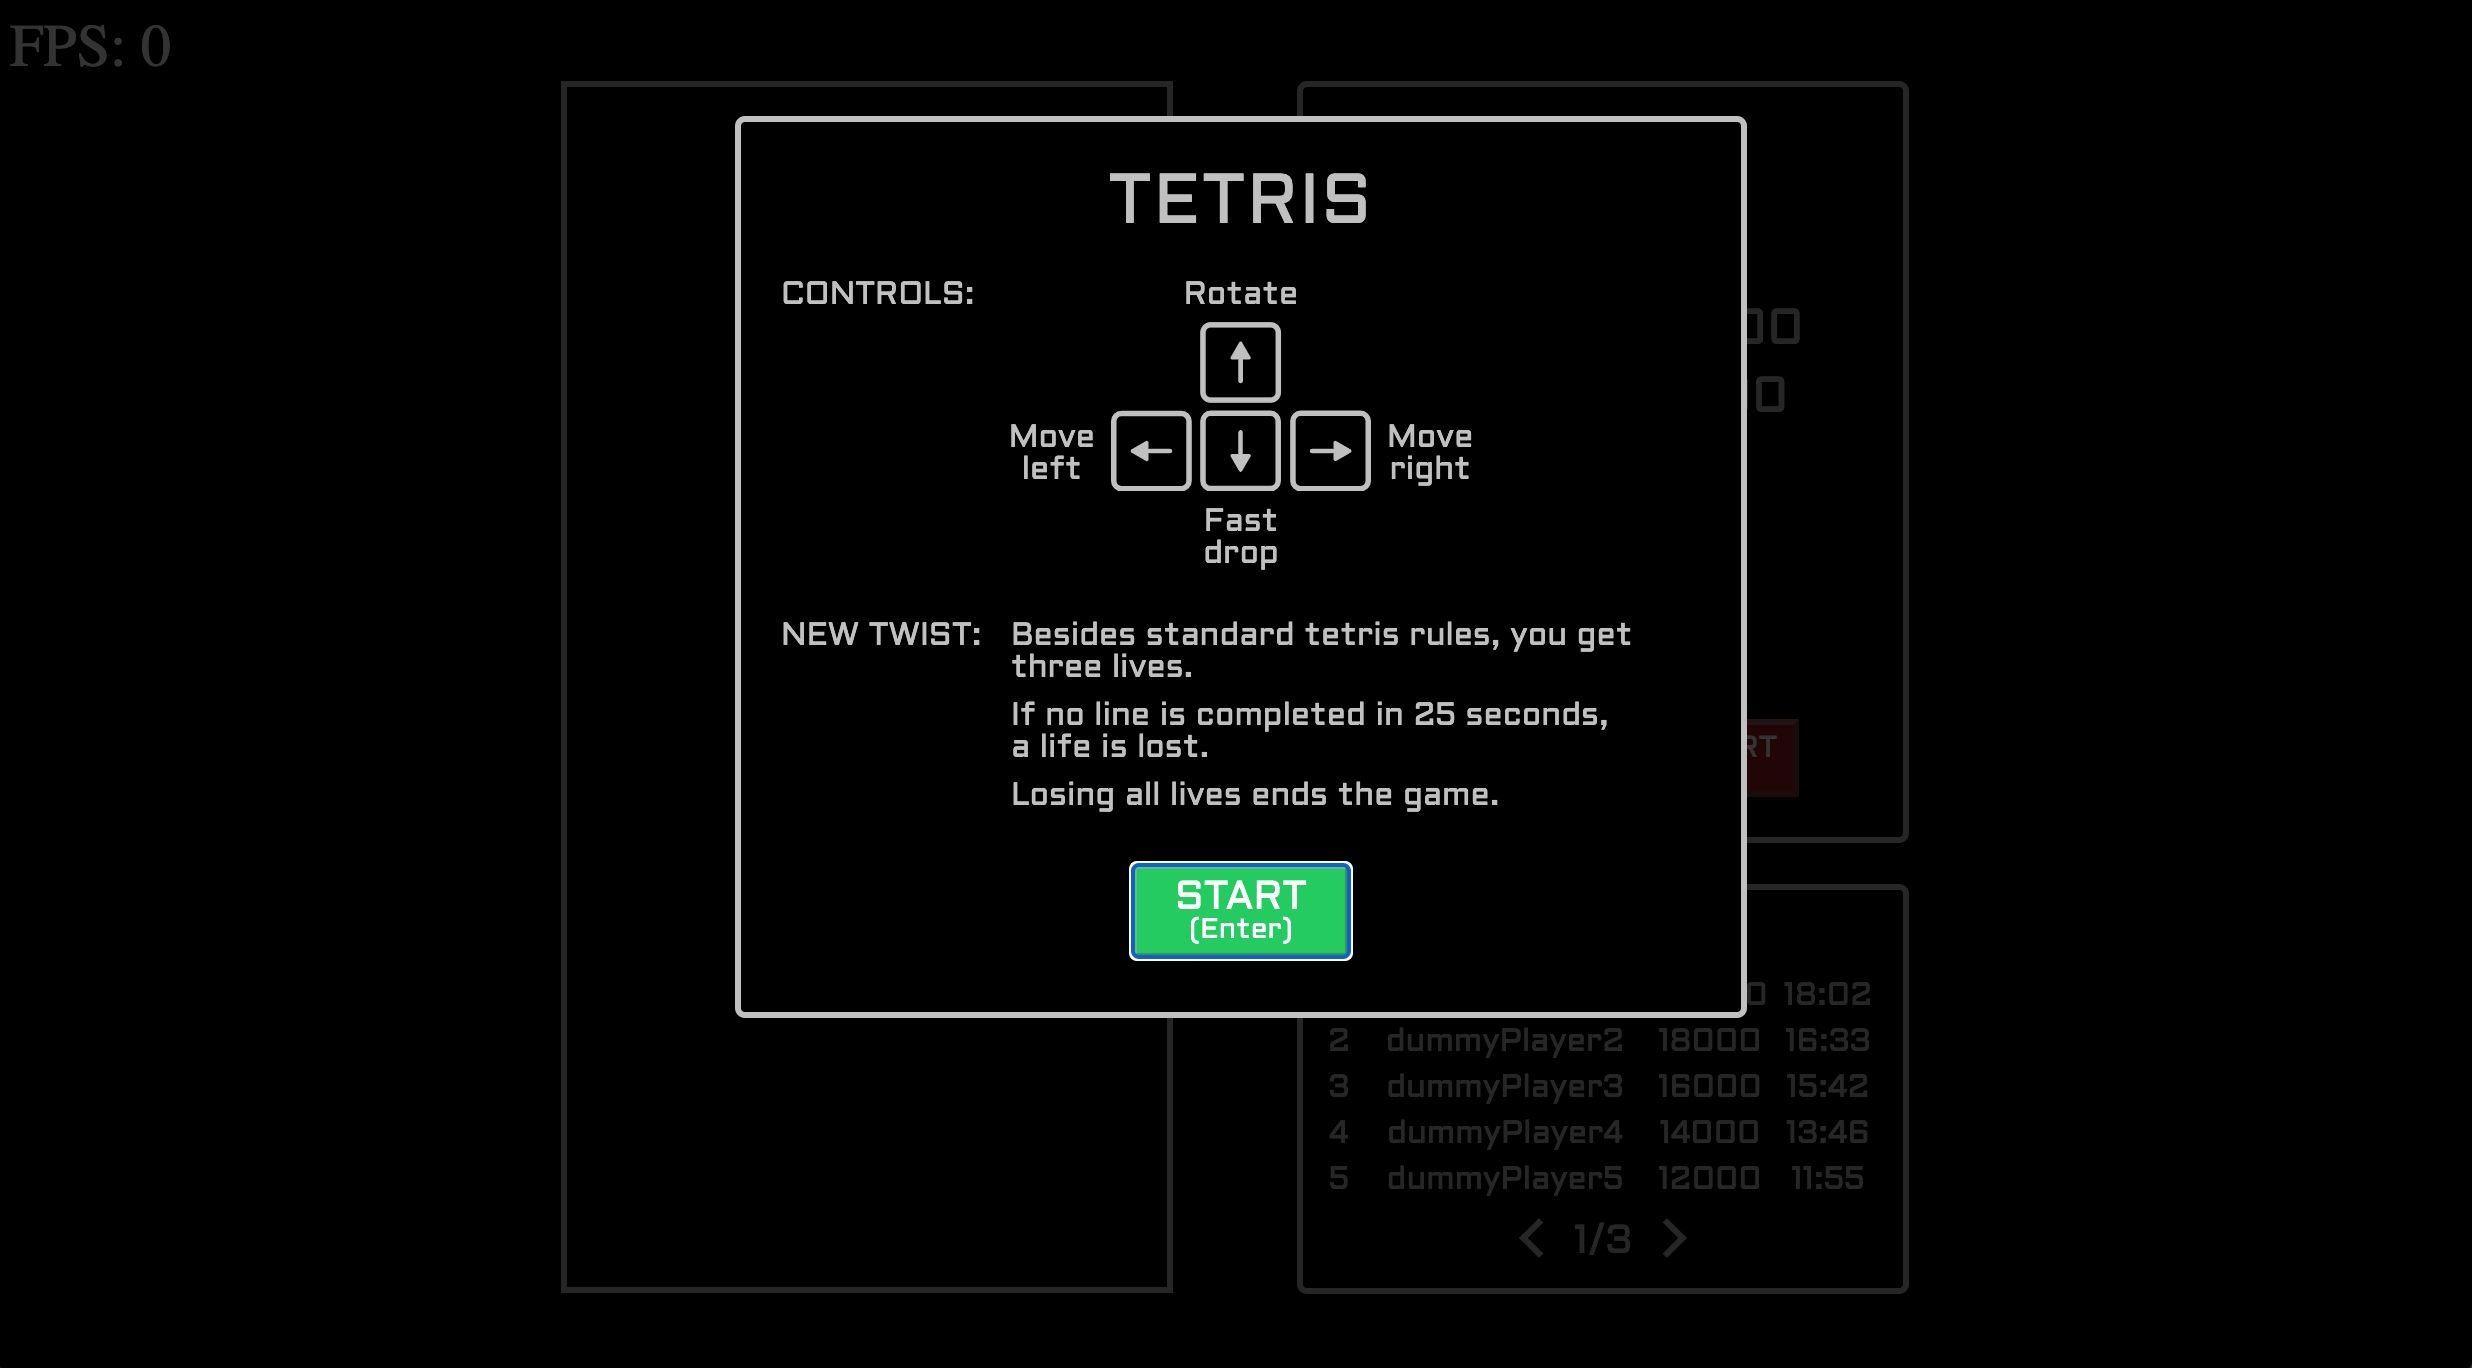 FPS: 0
TETRIS
CONTROLS:
Rotate
Move
left
Move
right
Fast
drop
NEW TWIST:
Besides standard tetris rules, you get
three lives.
If no line is completed in 25 seconds,
a life is lost.
Losing all lives ends the game.
START
(Enter)
18:02
2 dummyPlayer2 18000 16:33
3 dummyPlayer3 16000 15:42
4 dummyPlayer4 14000 13:46
5 dummyPlayer5 12000 11:55
1/3